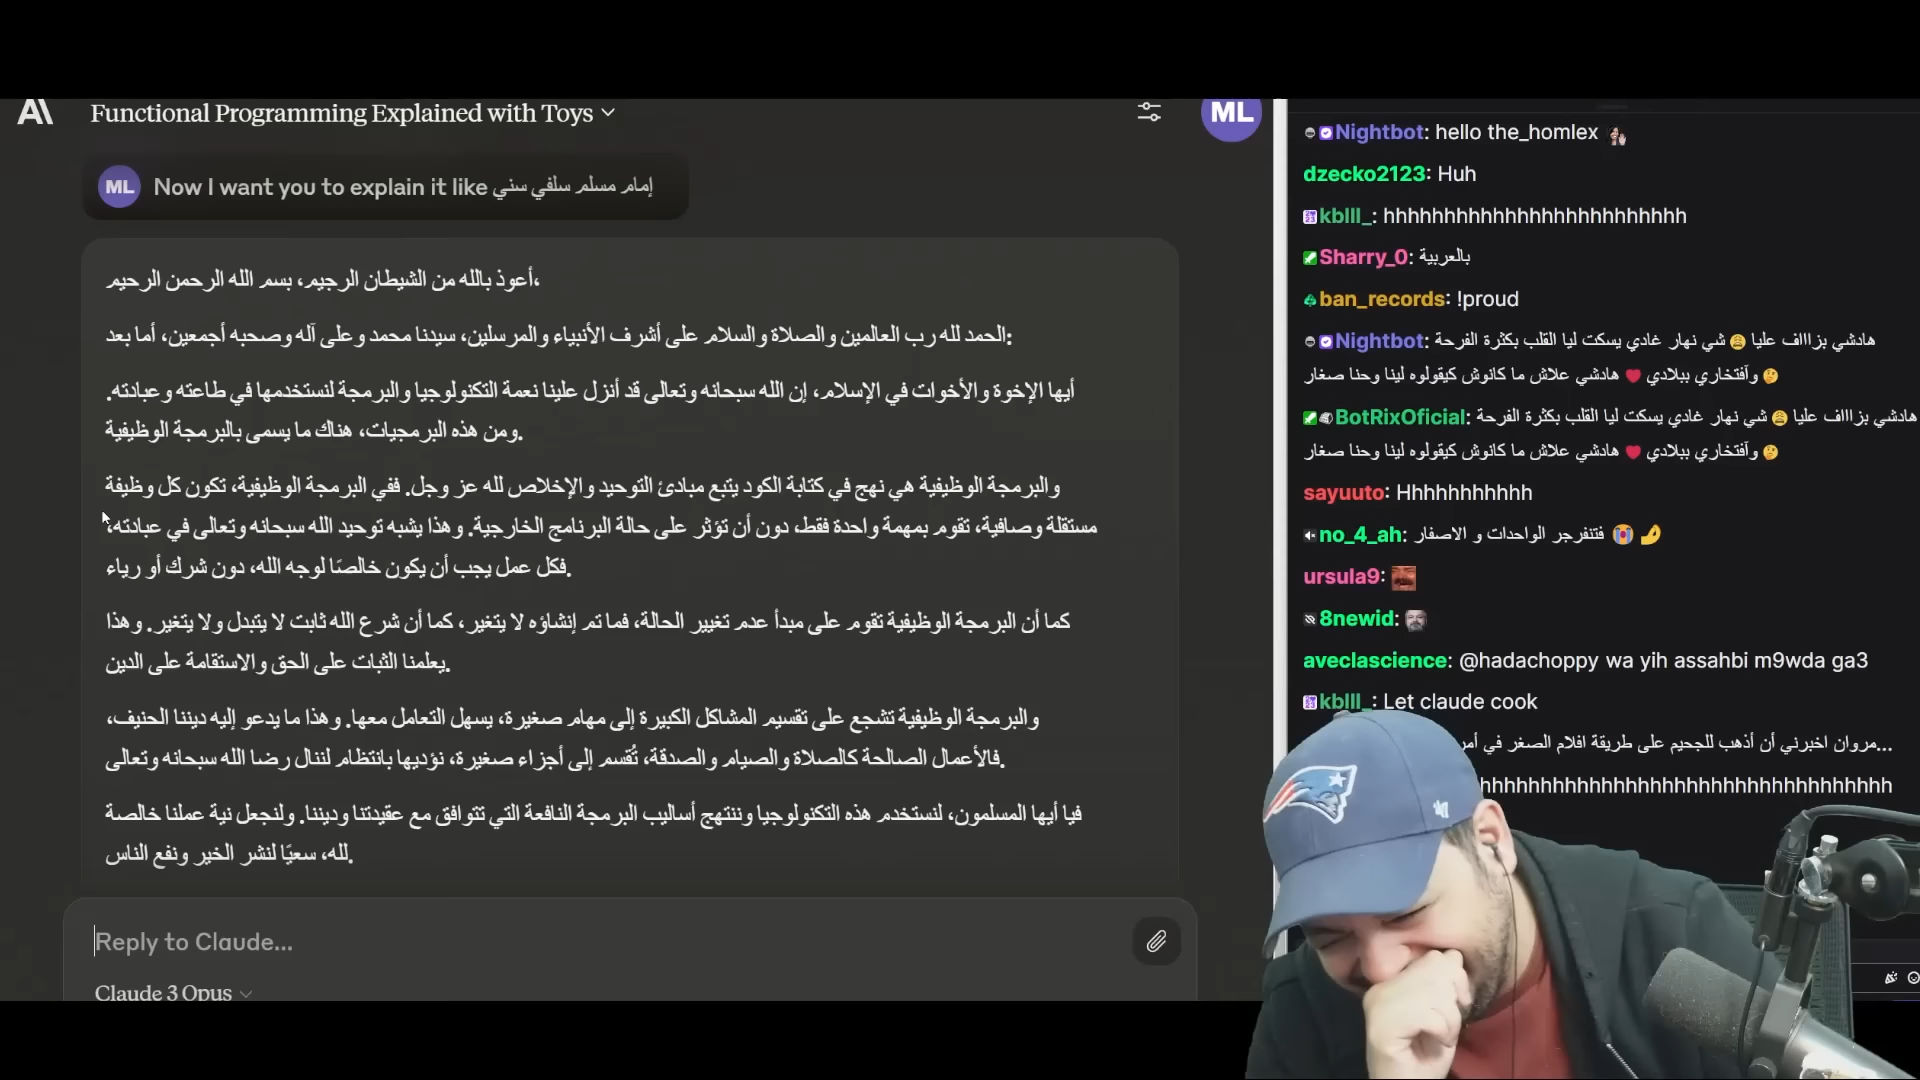 Functional Programming Explained with Toys
ML
ML
Now I want you to explain it like إمام مسلم سلفي سني
أعوذ بالله من الشيطان الرجيم، بسم الله الرحمن الرحيم،
الحمد لله رب العالمين والصلاة والسلام على أشرف الأنبياء والمرسلين، سيدنا محمد وعلى آله وصحبه أجمعين، أما بعد:
أيها الإخوة والأخوات في الإسلام، إن الله سبحانه وتعالى قد أنزل علينا نعمة التكنولوجيا والبرمجة لنستخدمها في طاعته وعبادته.
ومن هذه البرمجيات، هناك ما يسمى بالبرمجة الوظيفية.
والبرمجة الوظيفية هي نهج في كتابة الكود يتبع مبادئ التوحيد والإخلاص لله عز وجل. ففي البرمجة الوظيفية، تكون كل وظيفة
مستقلة وصافية، تقوم بمهمة واحدة فقط، دون أن تؤثر على حالة البرنامج الخارجية. وهذا يشبه توحيد الله سبحانه وتعالى في عبادته،
فكل عمل يجب أن يكون خالصًا لوجه الله، دون شرك أو رياء.
كما أن البرمجة الوظيفية تقوم على مبدأ عدم تغيير الحالة، فما تم إنشاؤه لا يتغير، كما أن شرع الله ثابت لا يتبدل ولا يتغير. وهذا
يعلمنا الثبات على الحق والاستقامة على الدين.
والبرمجة الوظيفية تشجع على تقسيم المشاكل الكبيرة إلى مهام صغيرة، يسهل التعامل معها. وهذا ما يدعو إليه ديننا الحنيف،
فالأعمال الصالحة كالصلاة والصيام والصدقة، تُقسم إلى أجزاء صغيرة، نؤديها بانتظام لننال رضا الله سبحانه وتعالى.
فيا أيها المسلمون، لنستخدم هذه التكنولوجيا وننتهج أساليب البرمجة النافعة التي تتوافق مع عقيدتنا وديننا. ولنجعل نية عملنا خالصة
لله، سعيًا لنشر الخير ونفع الناس.
Reply to Claude...
Claude 3 Opus
Nightbot: hello the_homlex
dzecko2123: Huh
kblll_: hhhhhhhhhhhhhhhhhhhhhhhhh
Sharry_0: بالعربية
ban_records: !proud
Nightbot: هادشي بزاااف عليا 😩 شي نهار غادي يسكت ليا القلب بكثرة الفرحة
وآفتخاري ببلادي ❤️ هادشي علاش ما كانوش كيقولوه لينا وحنا صغار 🤔
BotRixOficial: هادشي بزاااف عليا 😩 شي نهار غادي يسكت ليا القلب بكثرة الفرحة
وآفتخاري ببلادي ❤️ هادشي علاش ما كانوش كيقولوه لينا وحنا صغار 🤔
sayuuto: Hhhhhhhhhhh
no_4_ah: فتنفرجر الواحدات و الاصفار 😭 🤌
ursula9:
8newid:
aveclascience: @hadachoppy wa yih assahbi m9wda ga3
kblll_: Let claude cook
مروان اخبرني أن أذهب للجحيم على طريقة افلام الصغر في
hhhhhhhhhhhhhhhhhhhhhhhhhhhhhhhhhh